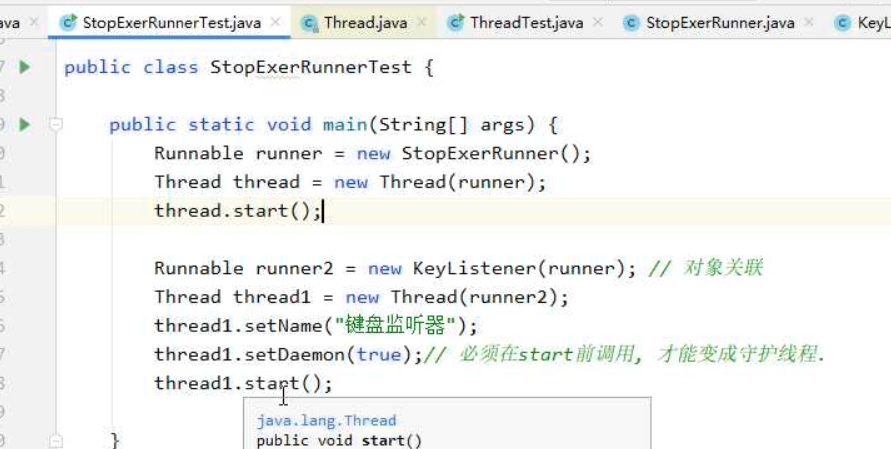 ava StopExerRunnerTest.java Thread.java ThreadTest.java StopExerRunner.java KeyL
7 public class StopExerRunnerTest {
8
9 public static void main(String[] args) {
0 Runnable runner = new StopExerRunner();
1 Thread thread = new Thread(runner);
2 thread.start();
3
4 Runnable runner2 = new KeyListener(runner); // 对象关联
5 Thread thread1 = new Thread(runner2);
6 thread1.setName("键盘监听器");
7 thread1.setDaemon(true);// 必须在start前调用, 才能变成守护线程.
8 thread1.start();
9
java.lang.Thread
public void start()
0 }